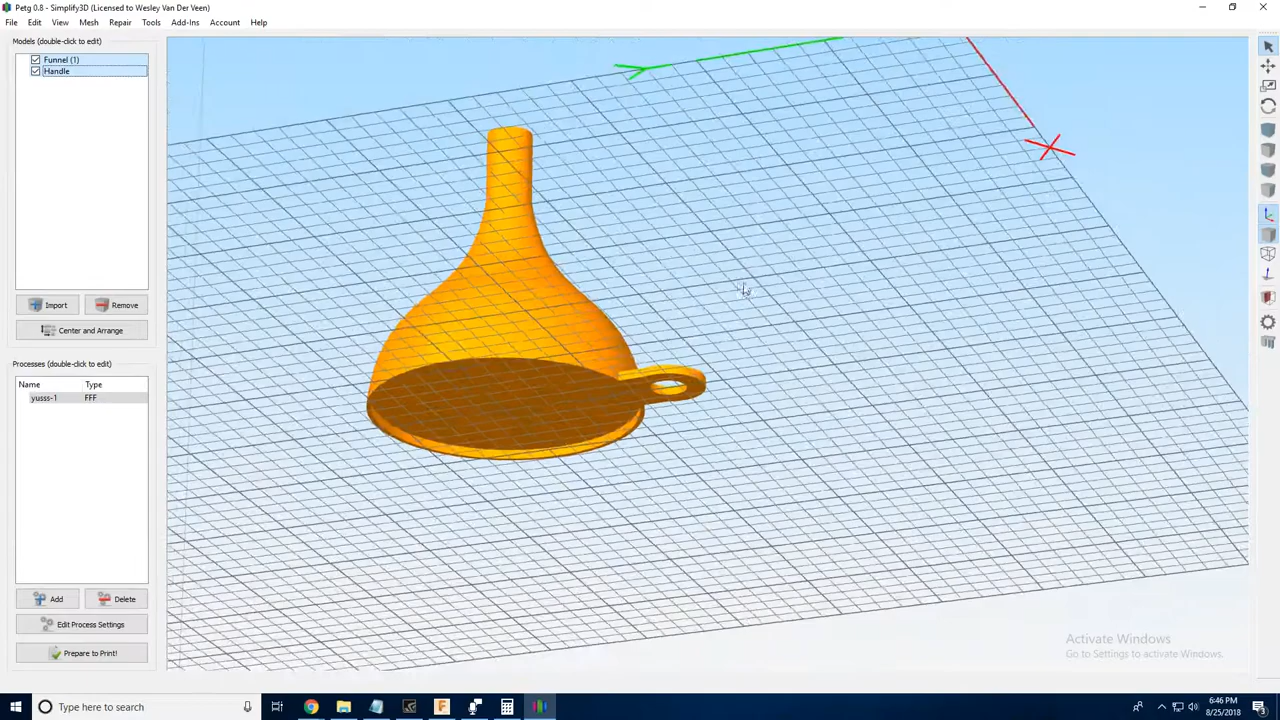 Petg 0.8 - Simplify3D (Licensed to Wesley Van Der Veen)
File Edit View Mesh Repair Tools Add-Ins Account Help
Models (double-click to edit)
Funnel (1)
Handle
Import Remove
Center and Arrange
Processes (double-click to edit)
Name Type
yusss-1 FFF
Add Delete
Edit Process Settings
Prepare to Print!
Activate Windows
Go to Settings to activate Windows.
Type here to search
6:46 PM
8/25/2018
3